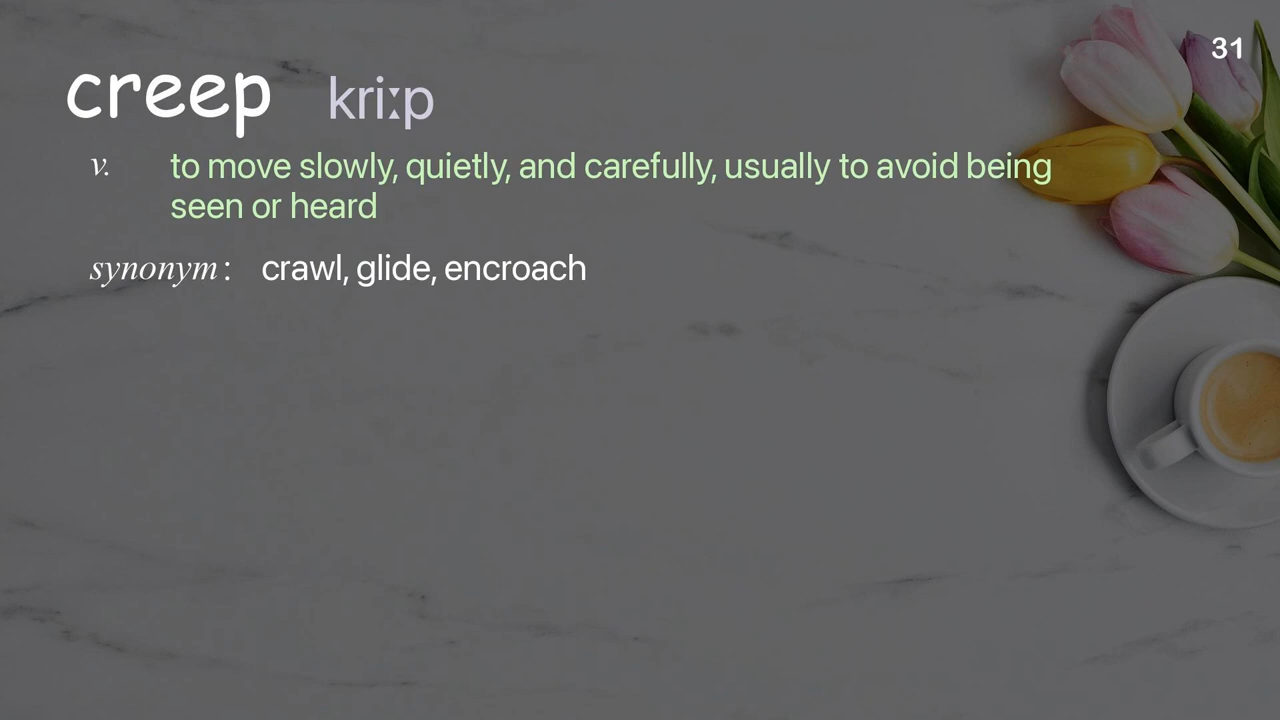 31
creep kri:p
v. to move slowly, quietly, and carefully, usually to avoid being
seen or heard
synonym : crawl, glide, encroach